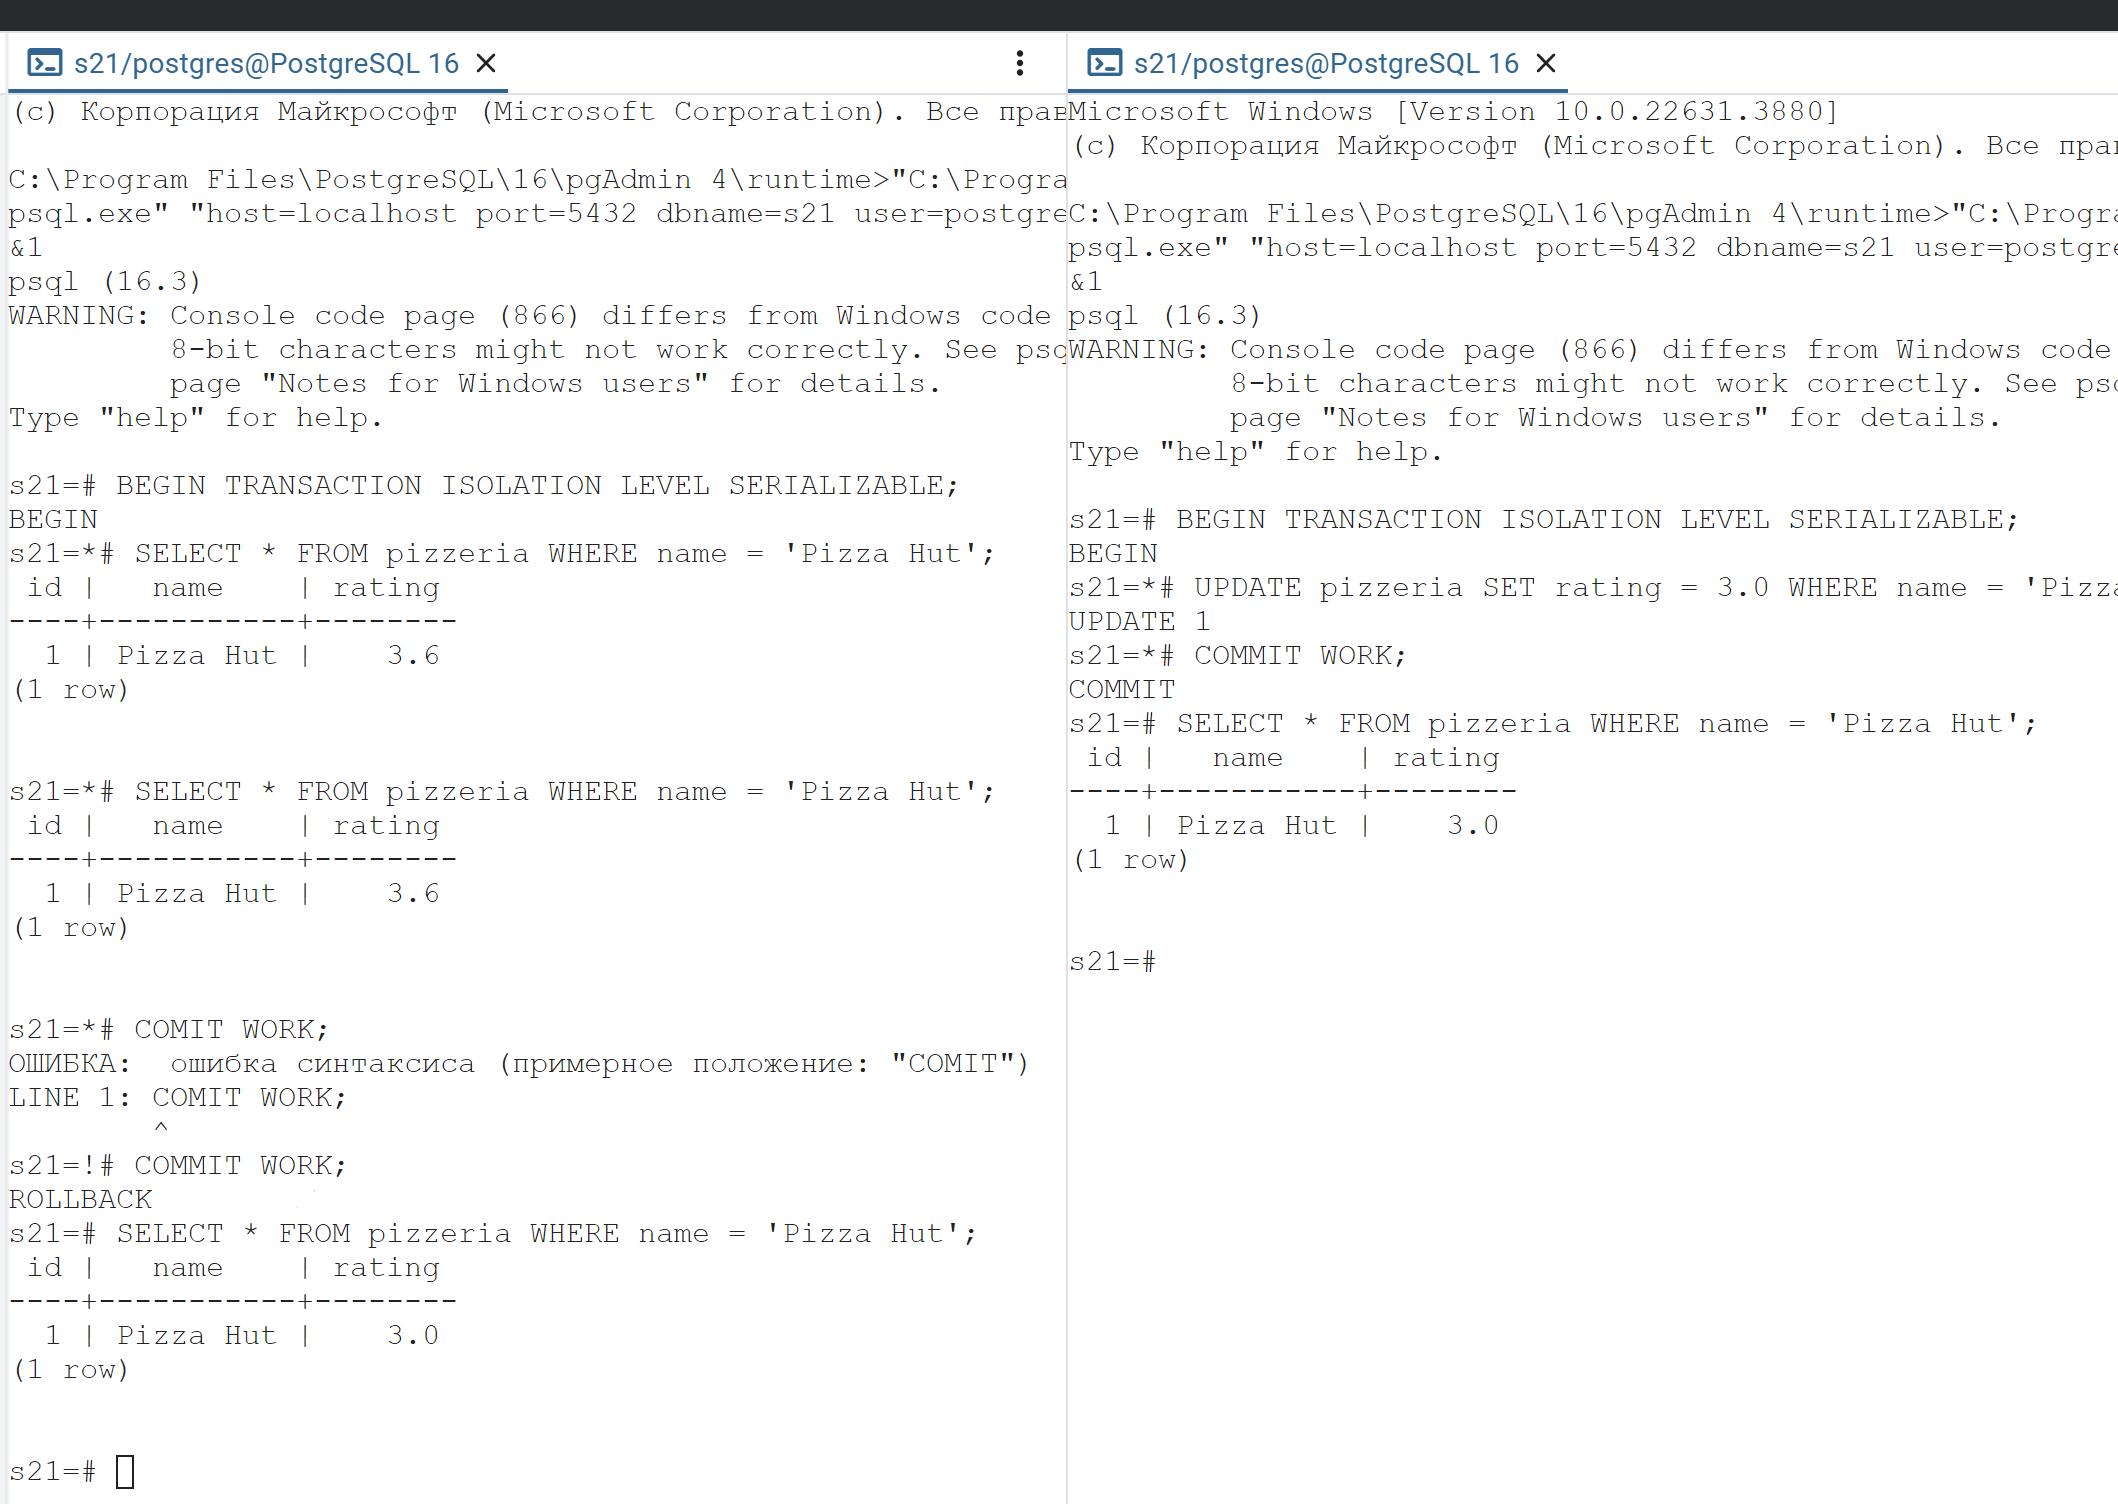 s21/postgres@PostgreSQL 16
(c) Корпорация Майкрософт (Microsoft Corporation). Все прав
C:\Program Files\PostgreSQL\16\pgAdmin 4\runtime>"C:\Progra
psql.exe" "host=localhost port=5432 dbname=s21 user=postgre
&1
psql (16.3)
WARNING: Console code page (866) differs from Windows code
8-bit characters might not work correctly. See psq
page "Notes for Windows users" for details.
Type "help" for help.
s21=# BEGIN TRANSACTION ISOLATION LEVEL SERIALIZABLE;
BEGIN
s21=*# SELECT * FROM pizzeria WHERE name = 'Pizza Hut';
id | name | rating
----+-----------+--------
1 | Pizza Hut | 3.6
(1 row)
s21=*# SELECT * FROM pizzeria WHERE name = 'Pizza Hut';
id | name | rating
----+-----------+--------
1 | Pizza Hut | 3.6
(1 row)
s21=*# COMIT WORK;
ОШИБКА:  ошибка синтаксиса (примерное положение: "COMIT")
LINE 1: COMIT WORK;
^
s21=!# COMMIT WORK;
ROLLBACK
s21=# SELECT * FROM pizzeria WHERE name = 'Pizza Hut';
id | name | rating
----+-----------+--------
1 | Pizza Hut | 3.0
(1 row)
s21=#
s21/postgres@PostgreSQL 16
Microsoft Windows [Version 10.0.22631.3880]
(c) Корпорация Майкрософт (Microsoft Corporation). Все пра
C:\Program Files\PostgreSQL\16\pgAdmin 4\runtime>"C:\Progra
psql.exe" "host=localhost port=5432 dbname=s21 user=postgre
&1
psql (16.3)
WARNING: Console code page (866) differs from Windows code
8-bit characters might not work correctly. See psq
page "Notes for Windows users" for details.
Type "help" for help.
s21=# BEGIN TRANSACTION ISOLATION LEVEL SERIALIZABLE;
BEGIN
s21=*# UPDATE pizzeria SET rating = 3.0 WHERE name = 'Pizza
UPDATE 1
s21=*# COMMIT WORK;
COMMIT
s21=# SELECT * FROM pizzeria WHERE name = 'Pizza Hut';
id | name | rating
----+-----------+--------
1 | Pizza Hut | 3.0
(1 row)
s21=#